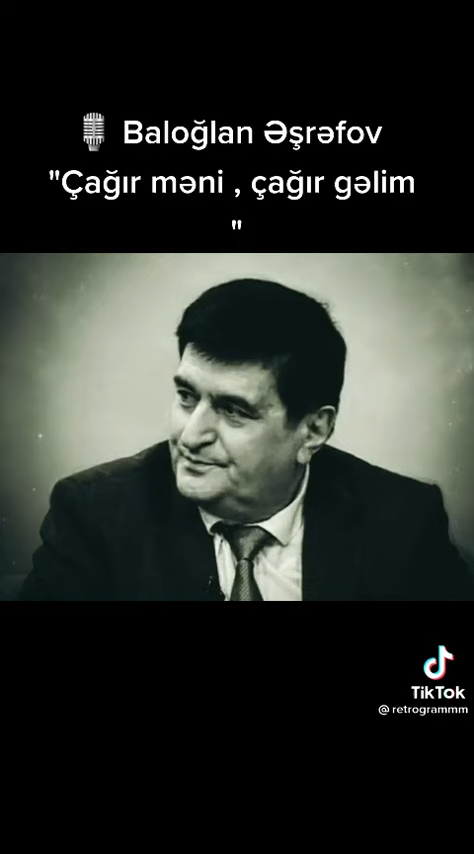 🎙 Baloğlan Əşrəfov
"Çağır məni , çağır gəlim
"
TikTok
@ retrogrammm